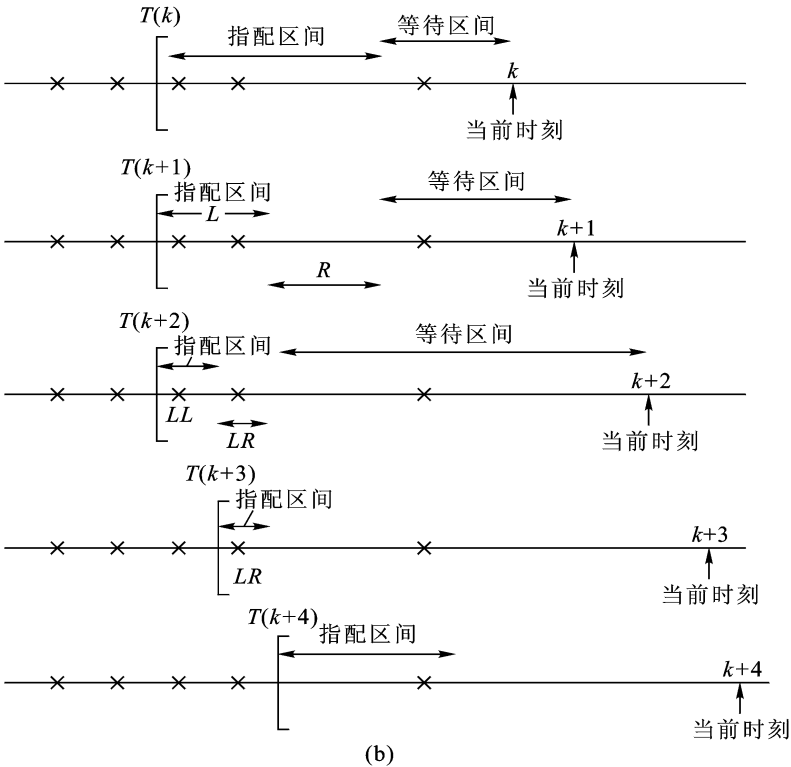 T(k)
指配区间
等待区间
k
当前时刻
T(k+1)
指配区间
L
等待区间
k+1
R
当前时刻
T(k+2)
指配区间
等待区间
k+2
LL
LR
当前时刻
T(k+3)
指配区间
k+3
LR
当前时刻
T(k+4)
指配区间
k+4
当前时刻
(b)